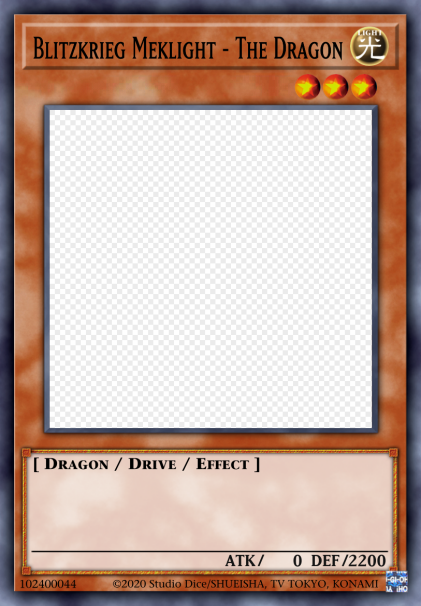 Blitzkrieg Meklight - The Dragon
LIGHT
光
[ Dragon / Drive / Effect ]
ATK/ 0 DEF/2200
102400044 ©2020 Studio Dice/SHUEISHA, TV TOKYO, KONAMI